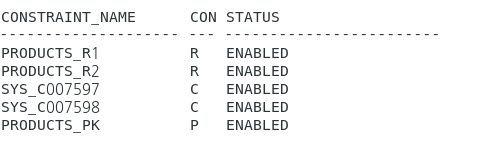 CONSTRAINT_NAME      CON STATUS
-------------------- --- ------------------------
PRODUCTS_R1          R   ENABLED
PRODUCTS_R2          R   ENABLED
SYS_C007597          C   ENABLED
SYS_C007598          C   ENABLED
PRODUCTS_PK          P   ENABLED